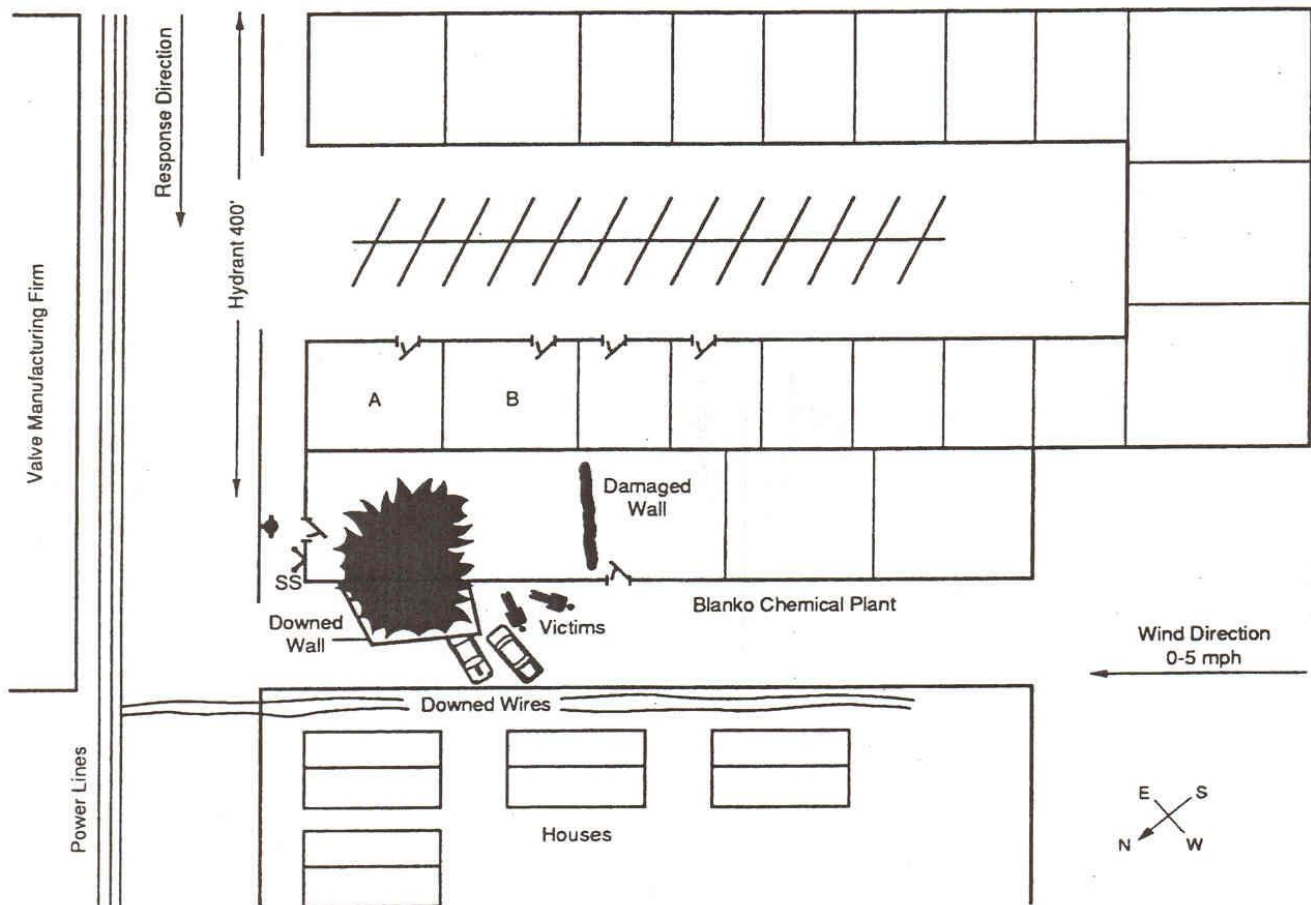 Valve Manufacturing Firm
Power Lines
Response Direction
Hydrant 400'
A
B
Damaged
Wall
SS
Downed
Wall
Victims
Blanko Chemical Plant
Wind Direction
0-5 mph
Downed Wires
Houses
E
S
N
W